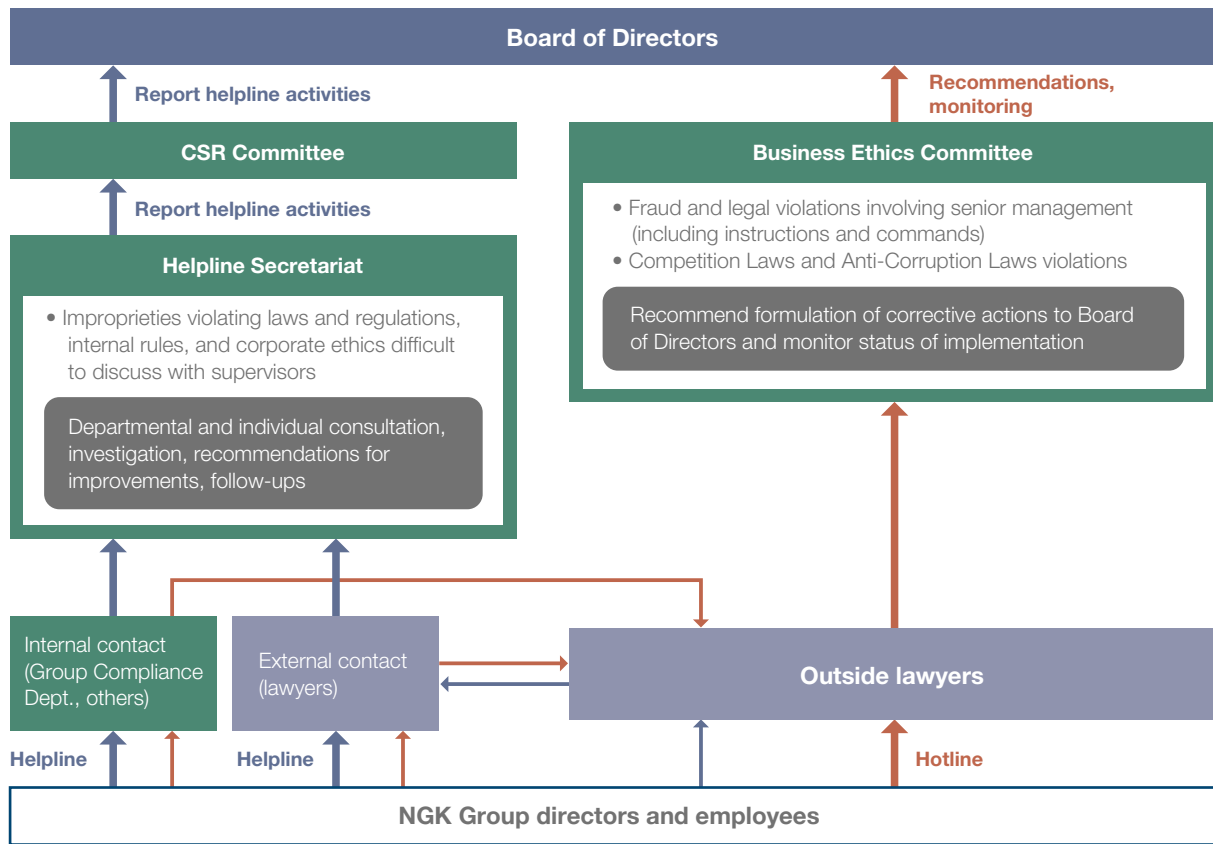 Board of Directors
Report helpline activities
Recommendations,
monitoring
CSR Committee
Report helpline activities
Helpline Secretariat
• Improprieties violating laws and regulations,
internal rules, and corporate ethics difficult
to discuss with supervisors
Departmental and individual consultation,
investigation, recommendations for
improvements, follow-ups
Business Ethics Committee
• Fraud and legal violations involving senior management
(including instructions and commands)
• Competition Laws and Anti-Corruption Laws violations
Recommend formulation of corrective actions to Board
of Directors and monitor status of implementation
Internal contact
(Group Compliance
Dept., others)
External contact
(lawyers)
Outside lawyers
Helpline
Helpline
Hotline
NGK Group directors and employees